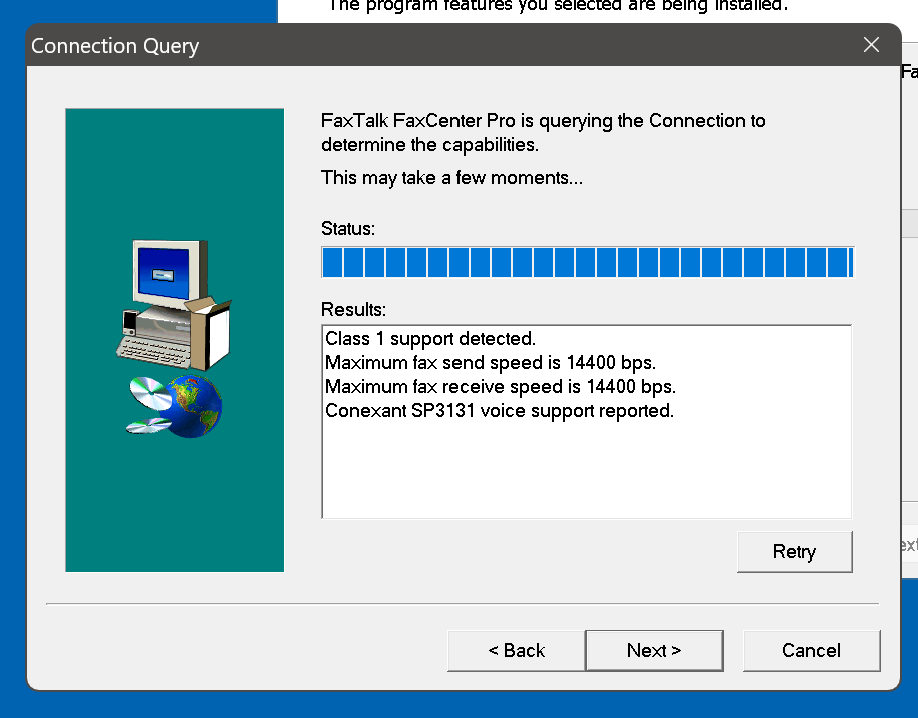 The program features you selected are being installed.
Connection Query
Fa
FaxTalk FaxCenter Pro is querying the Connection to
determine the capabilities.
This may take a few moments...
Status:
Results:
Class 1 support detected.
Maximum fax send speed is 14400 bps.
Maximum fax receive speed is 14400 bps.
Conexant SP3131 voice support reported.
Retry
ext
< Back
Next >
Cancel